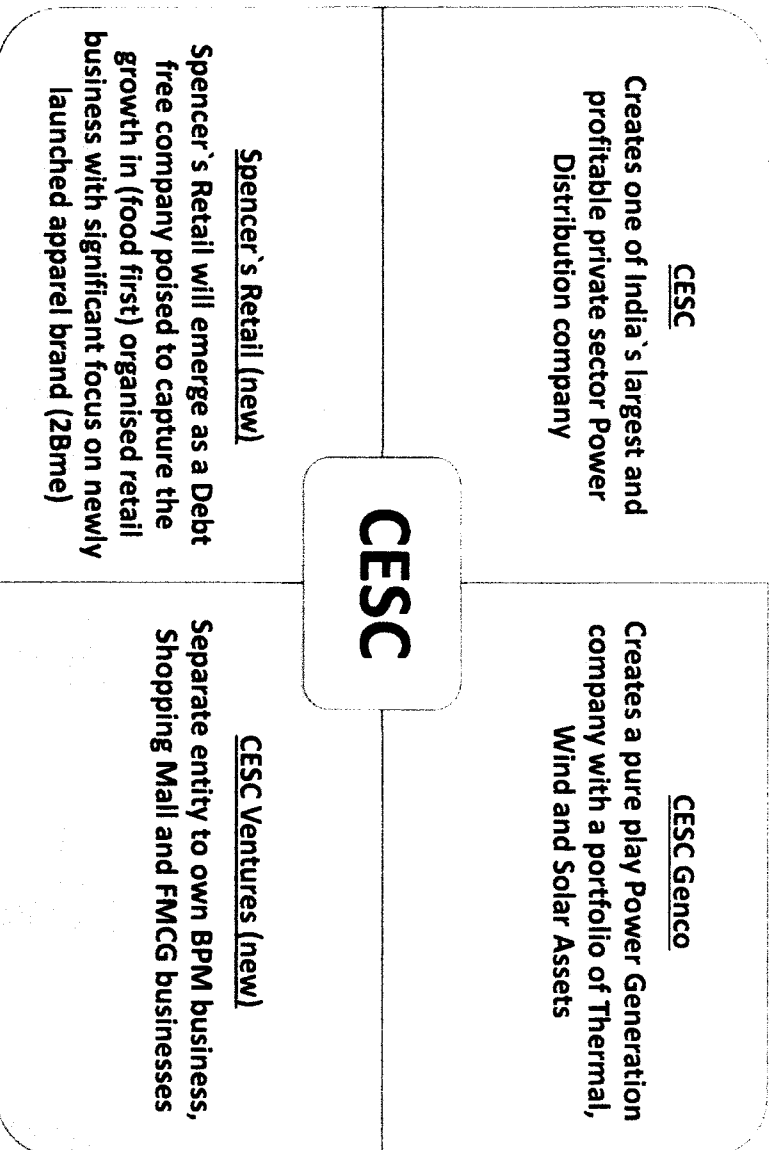 CESC
Creates one of India`s largest and
profitable private sector Power
Distribution company
CESC Genco
Creates a pure play Power Generation
company with a portfolio of Thermal,
Wind and Solar Assets
CESC
Spencer`s Retail (new)
Spencer`s Retail will emerge as a Debt
free company poised to capture the
growth in (food first) organised retail
business with significant focus on newly
launched apparel brand (2Bme)
CESC Ventures (new)
Separate entity to own BPM business,
Shopping Mall and FMCG businesses